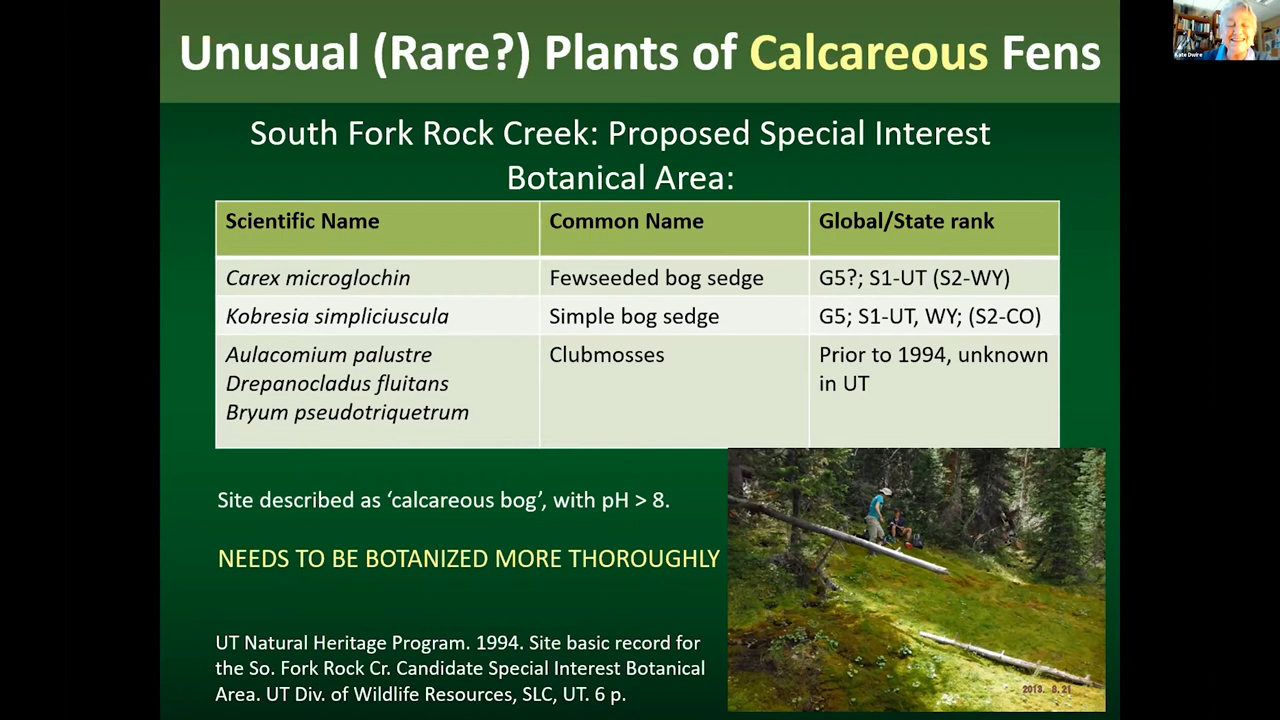 Unusual (Rare?) Plants of Calcareous Fens
Kate Dwire
South Fork Rock Creek: Proposed Special Interest
Botanical Area:
Scientific Name Common Name Global/State rank
Carex microglochin Fewseeded bog sedge G5?; S1-UT (S2-WY)
Kobresia simpliciuscula Simple bog sedge G5; S1-UT, WY; (S2-CO)
Aulacomium palustre Clubmosses Prior to 1994, unknown
Drepanocladus fluitans in UT
Bryum pseudotriquetrum
Site described as ‘calcareous bog’, with pH > 8.
NEEDS TO BE BOTANIZED MORE THOROUGHLY
UT Natural Heritage Program. 1994. Site basic record for
the So. Fork Rock Cr. Candidate Special Interest Botanical
Area. UT Div. of Wildlife Resources, SLC, UT. 6 p.
2013. 8.21